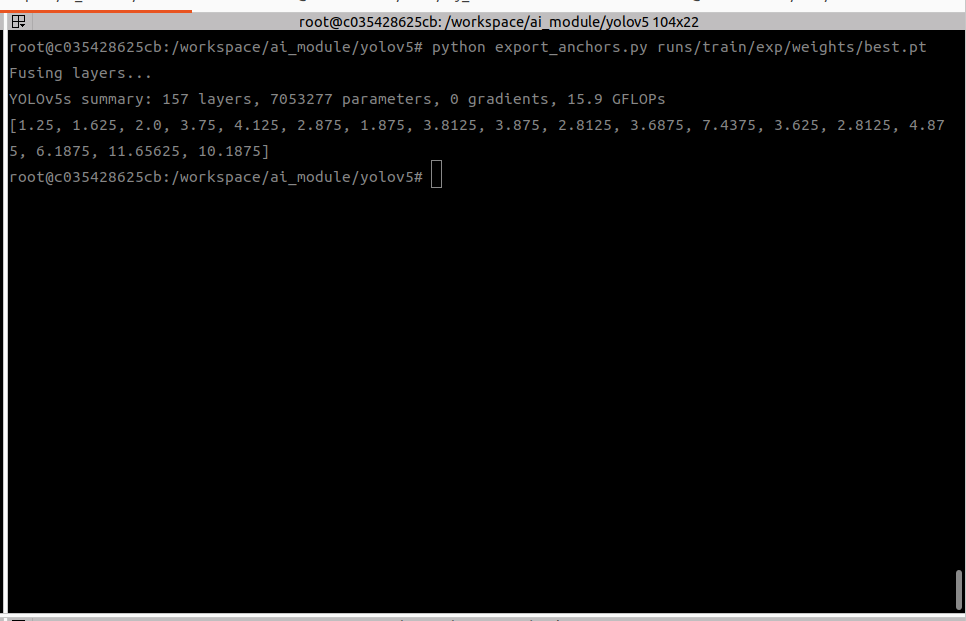 root@c035428625cb: /workspace/ai_module/yolov5 104x22
root@c035428625cb:/workspace/ai_module/yolov5# python export_anchors.py runs/train/exp/weights/best.pt
Fusing layers...
YOLOv5s summary: 157 layers, 7053277 parameters, 0 gradients, 15.9 GFLOPs
[1.25, 1.625, 2.0, 3.75, 4.125, 2.875, 1.875, 3.8125, 3.875, 2.8125, 3.6875, 7.4375, 3.625, 2.8125, 4.87
5, 6.1875, 11.65625, 10.1875]
root@c035428625cb:/workspace/ai_module/yolov5#